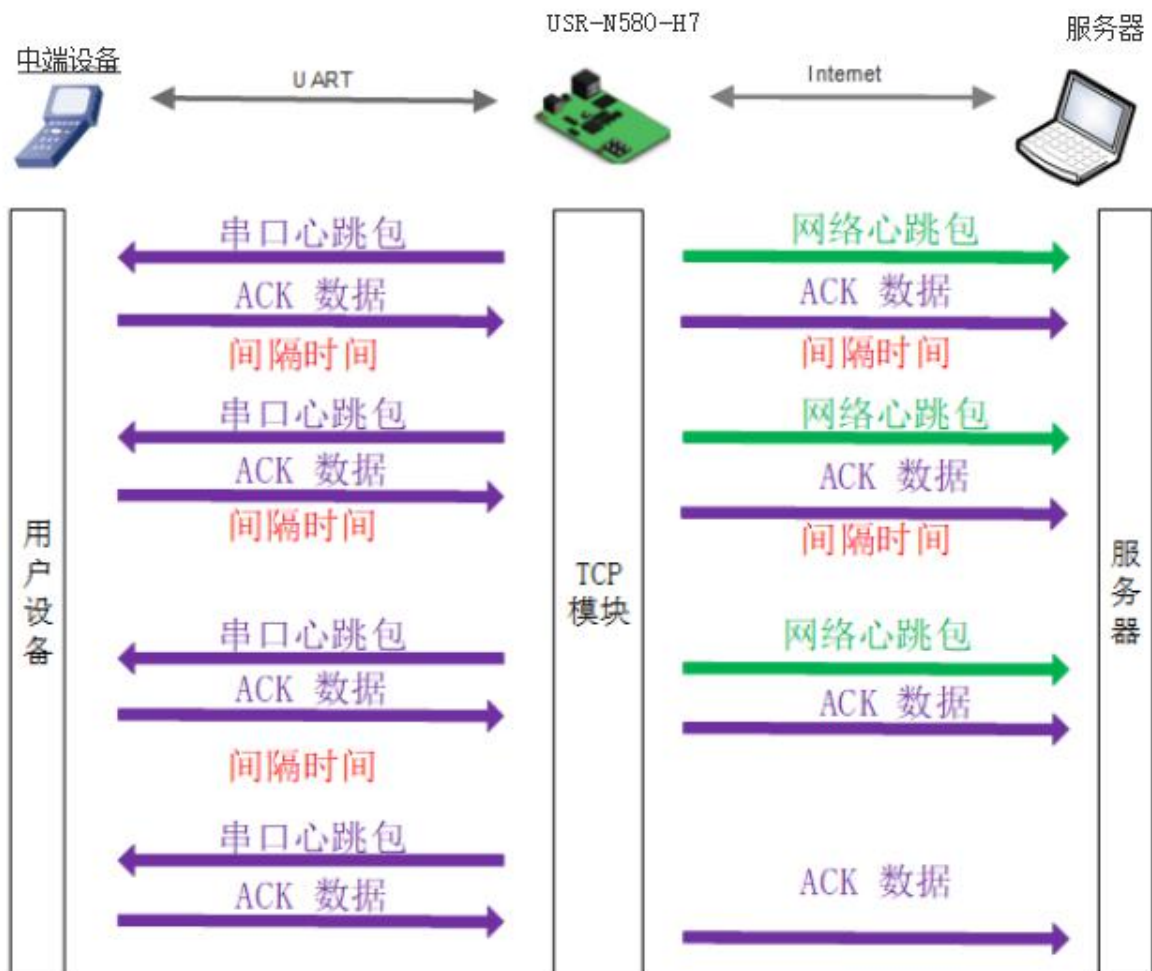 USR-N580-H7
服务器
中端设备
UART
Internet
串口心跳包
网络心跳包
ACK 数据
ACK 数据
间隔时间
间隔时间
串口心跳包
网络心跳包
ACK 数据
ACK 数据
间隔时间
间隔时间
用户设备
TCP
模块
服务器
串口心跳包
网络心跳包
ACK 数据
ACK 数据
间隔时间
串口心跳包
ACK 数据
ACK 数据